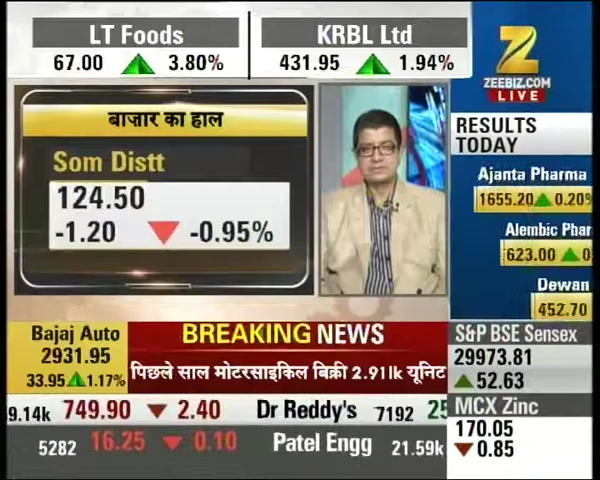 LT Foods
67.00 3.80%
KRBL Ltd
431.95 1.94%
ZEEBIZ.COM
LIVE
बाजार का हाल
Som Distt
124.50
-1.20 -0.95%
RESULTS
TODAY
Ajanta Pharma
1655.20 0.20%
Alembic Phar
623.00 0
Dewan
452.70
Bajaj Auto
2931.95
33.95 1.17%
BREAKING NEWS
पिछले साल मोटरसाइकिल बिक्री 2.91lk यूनिट
S&P BSE Sensex
29973.81
52.63
MCX Zinc
170.05
0.85
9.14k 749.90 2.40 Dr Reddy's 7192 25
5282 16.25 0.10 Patel Engg 21.59k